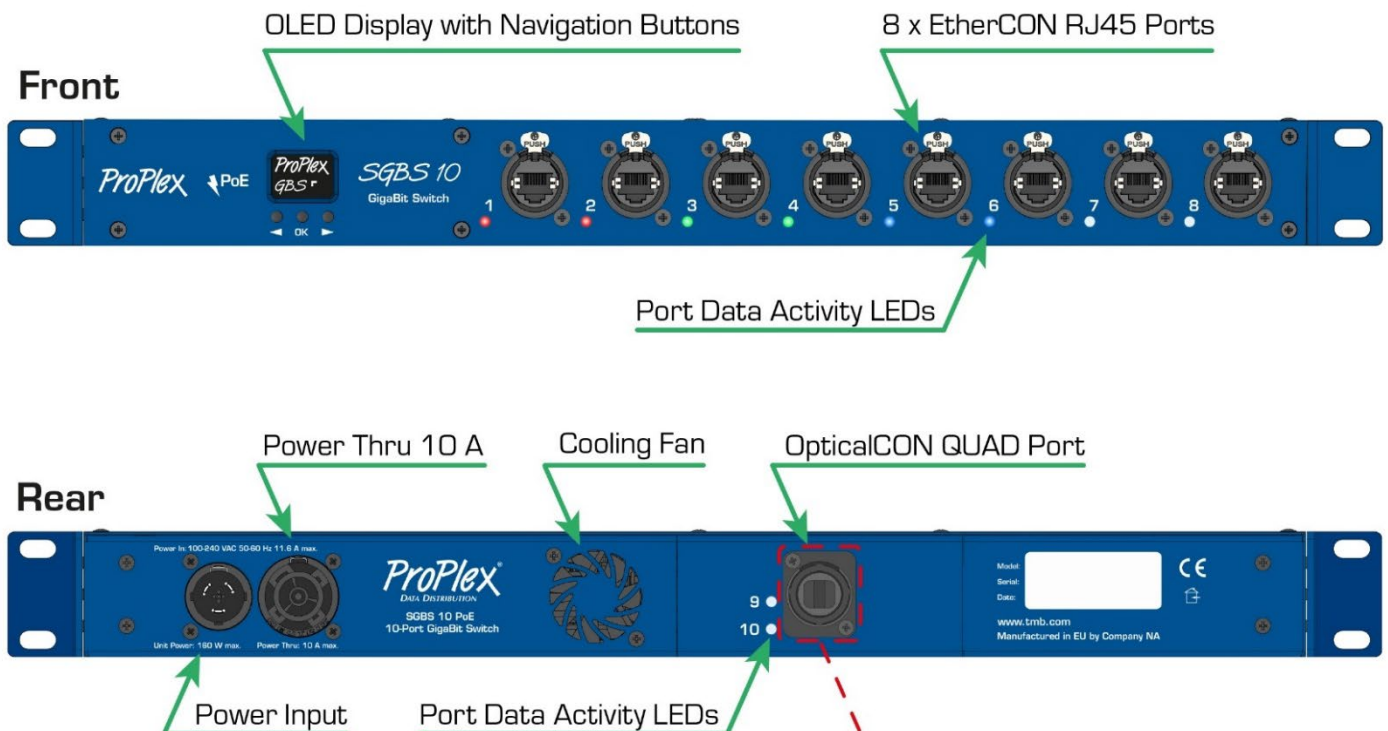 OLED Display with Navigation Buttons
8 x EtherCON RJ45 Ports
Front
ProPlex
PoE
ProPlex
GBS
SGBS 10
GigaBit Switch
PUSH
PUSH
PUSH
PUSH
PUSH
PUSH
PUSH
PUSH
1
2
3
4
5
6
7
8
◄ OK ►
Port Data Activity LEDs
Power Thru 10 A
Cooling Fan
OpticalCON QUAD Port
Rear
Power In: 100-240 VAC 50-60 Hz 11.6 A max.
ProPlex®
DATA DISTRIBUTION
SGBS 10 PoE
10-Port GigaBit Switch
Unit Power: 160 W max.
Power Thru: 10 A max.
9
10
Model:
Serial:
Date:
CE
www.tmb.com
Manufactured in EU by Company NA
Power Input
Port Data Activity LEDs